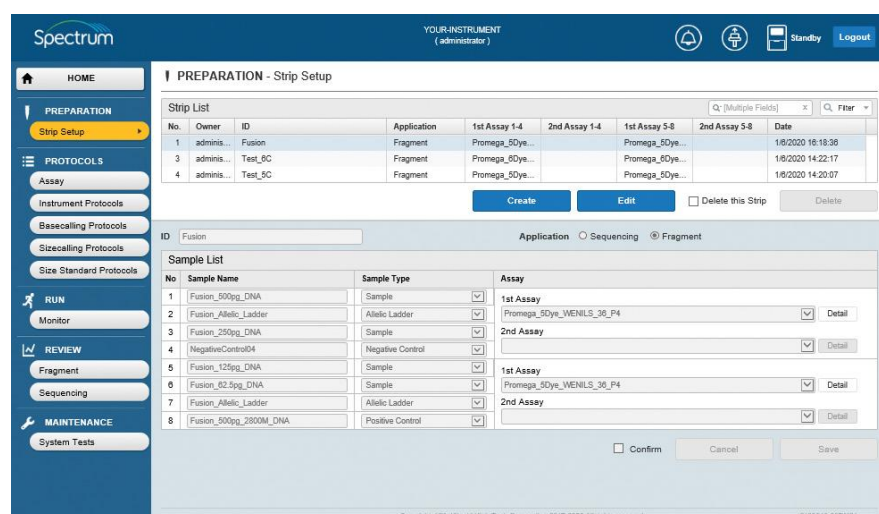 Spectrum
YOUR-INSTRUMENT
( administrator )
Standby
Logout
HOME
PREPARATION
Strip Setup
PROTOCOLS
Assay
Instrument Protocols
Basecalling Protocols
Sizecalling Protocols
Size Standard Protocols
RUN
Monitor
REVIEW
Fragment
Sequencing
MAINTENANCE
System Tests
PREPARATION - Strip Setup
Strip List
[Multiple Fields] x Filter
No. Owner ID Application 1st Assay 1-4 2nd Assay 1-4 1st Assay 5-8 2nd Assay 5-8 Date
1 adminis... Fusion Fragment Promega_5Dye... Promega_5Dye... 1/6/2020 16:18:36
3 adminis... Test_6C Fragment Promega_6Dye... Promega_6Dye... 1/6/2020 14:22:17
4 adminis... Test_5C Fragment Promega_5Dye... Promega_5Dye... 1/6/2020 14:20:07
Create Edit Delete this Strip Delete
ID Fusion Application Sequencing Fragment
Sample List
No Sample Name Sample Type Assay
1 Fusion_500pg_DNA Sample 1st Assay
2 Fusion_Allelic_Ladder Allelic Ladder Promega_5Dye_WENILS_36_P4 Detail
3 Fusion_250pg_DNA Sample 2nd Assay
4 NegativeControl04 Negative Control Detail
5 Fusion_125pg_DNA Sample 1st Assay
6 Fusion_62.5pg_DNA Sample Promega_5Dye_WENILS_36_P4 Detail
7 Fusion_Allelic_Ladder Allelic Ladder 2nd Assay
8 Fusion_500pg_2800M_DNA Positive Control Detail
Confirm Cancel Save